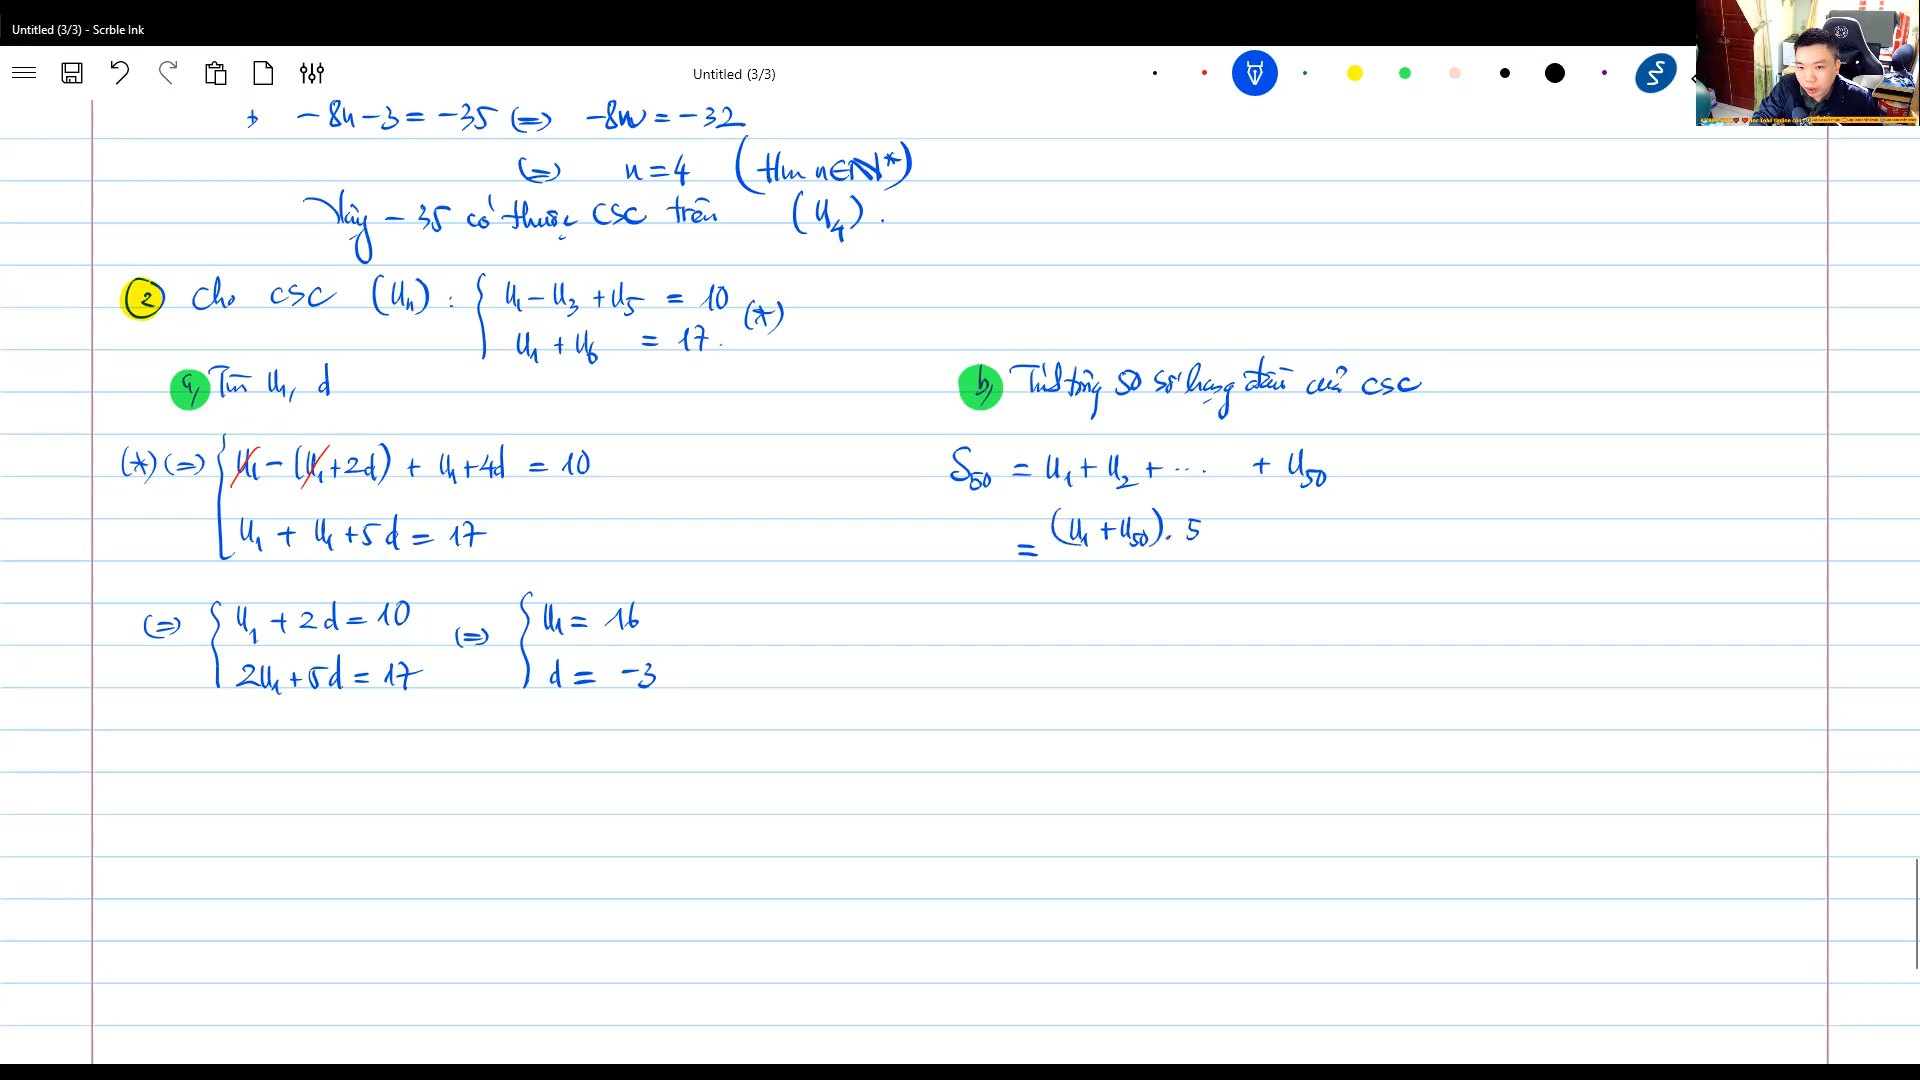 Untitled (3/3) - Scrble Ink
Untitled (3/3)
-8n - 3 = -35 (=) -8n = -32
(=) n = 4 (t/m n∈N*)
Vậy -35 có thuộc CSC trên (U₄).
② Cho CSC (Uₙ): { U₁ - U₃ + U₅ = 10
U₁ + U₆ = 17. (*)
a, Tìm U₁, d
(*) (=) { U₁ - (U₁ + 2d) + U₁ + 4d = 10
U₁ + U₁ + 5d = 17
(=) { U₁ + 2d = 10 (=) { U₁ = 16
2U₁ + 5d = 17 d = -3
b, Tính tổng 50 số hạng đầu của CSC
S₅₀ = U₁ + U₂ + ... + U₅₀
= (U₁ + U₅₀). 5